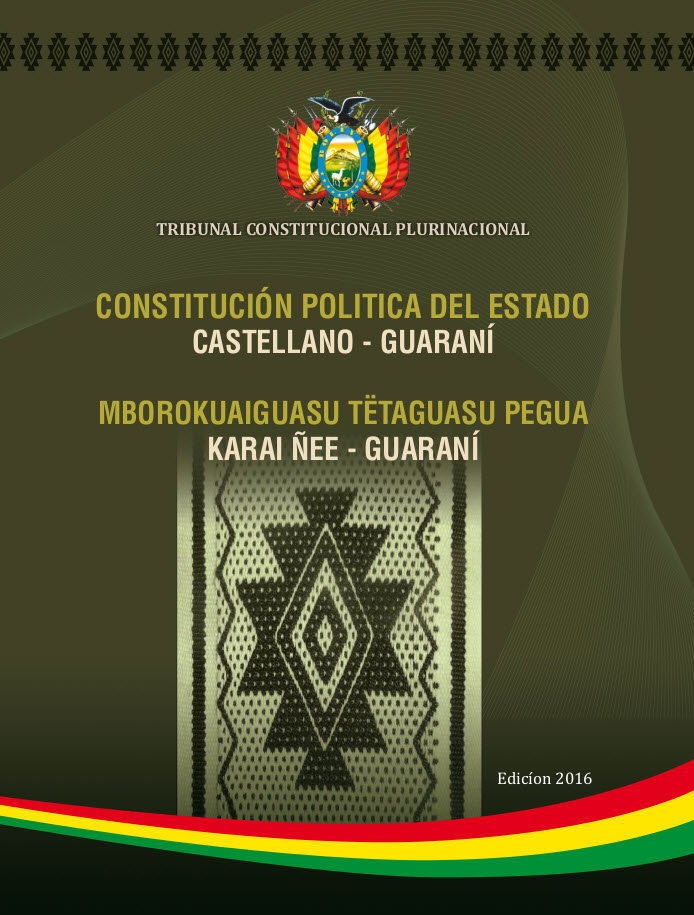 TRIBUNAL CONSTITUCIONAL PLURINACIONAL
CONSTITUCIÓN POLITICA DEL ESTADO
CASTELLANO - GUARANÍ
MBOROKUAIGUASU TËTAGUASU PEGUA
KARAI ÑEE - GUARANÍ
Edicíon 2016